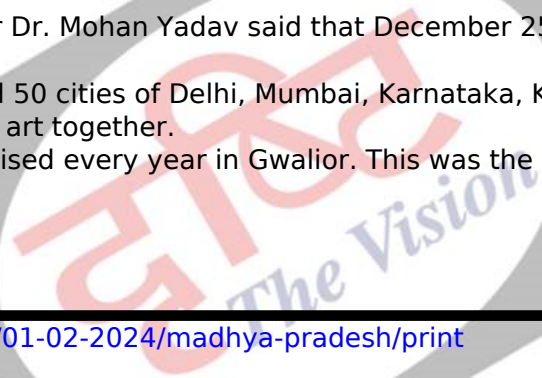 r Dr. Mohan Yadav said that December 25
l 50 cities of Delhi, Mumbai, Karnataka, K
art together.
ised every year in Gwalior. This was the
दृष्टि
The Vision
/01-02-2024/madhya-pradesh/print